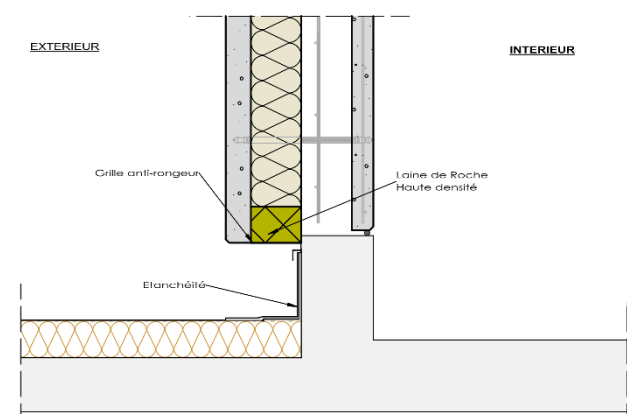 EXTERIEUR
INTERIEUR
Grille anti-rongeur
Laine de Roche
Haute densité
Etanchéité